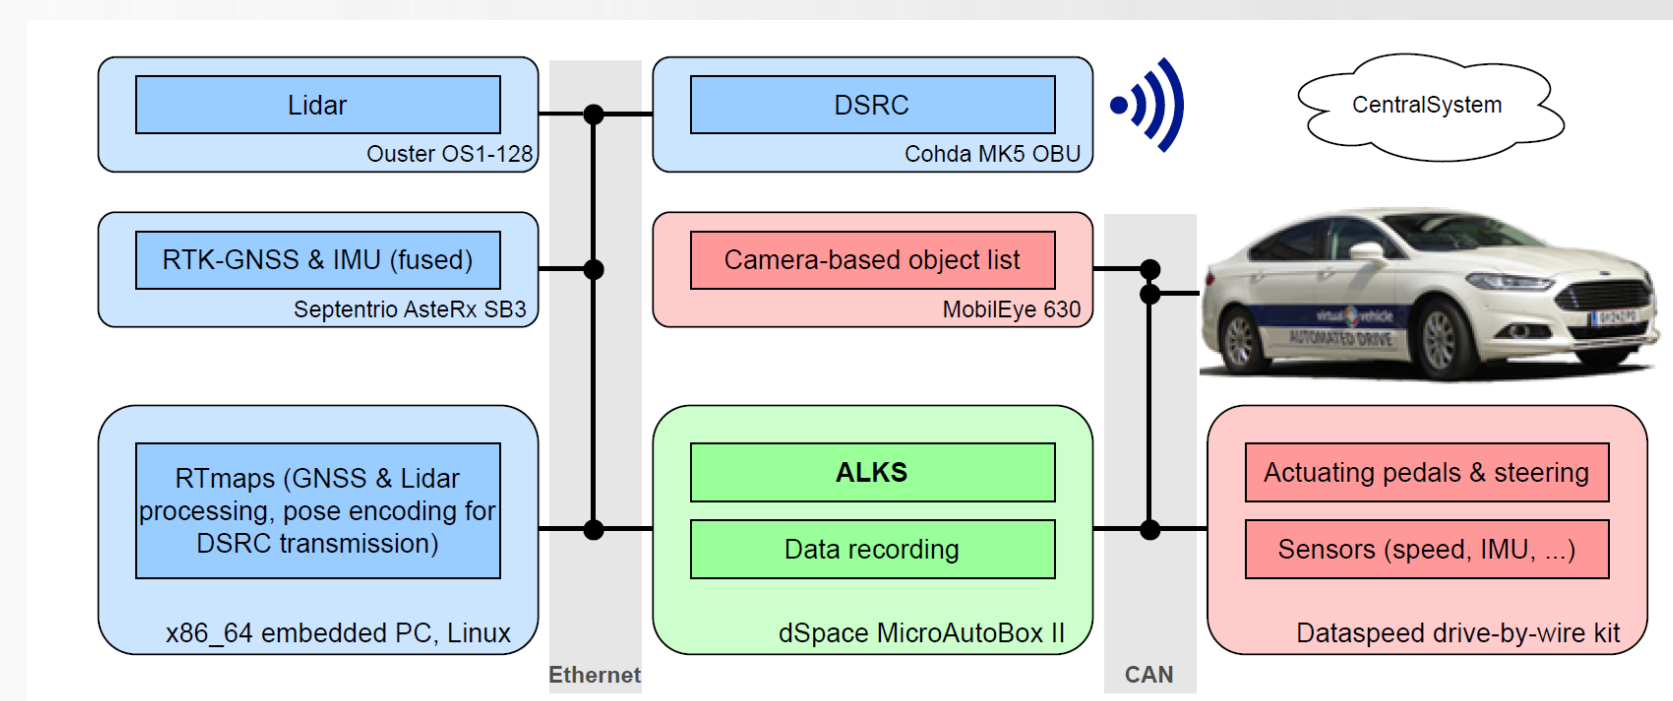 Lidar
Ouster OS1-128
DSRC
Cohda MK5 OBU
CentralSystem
RTK-GNSS & IMU (fused)
Septentrio AsteRx SB3
Camera-based object list
MobilEye 630
virtual vehicle
AUTOMATED DRIVE
RTmaps (GNSS & Lidar
processing, pose encoding for
DSRC transmission)
x86_64 embedded PC, Linux
ALKS
Data recording
dSpace MicroAutoBox II
Actuating pedals & steering
Sensors (speed, IMU, ...)
Dataspeed drive-by-wire kit
Ethernet
CAN